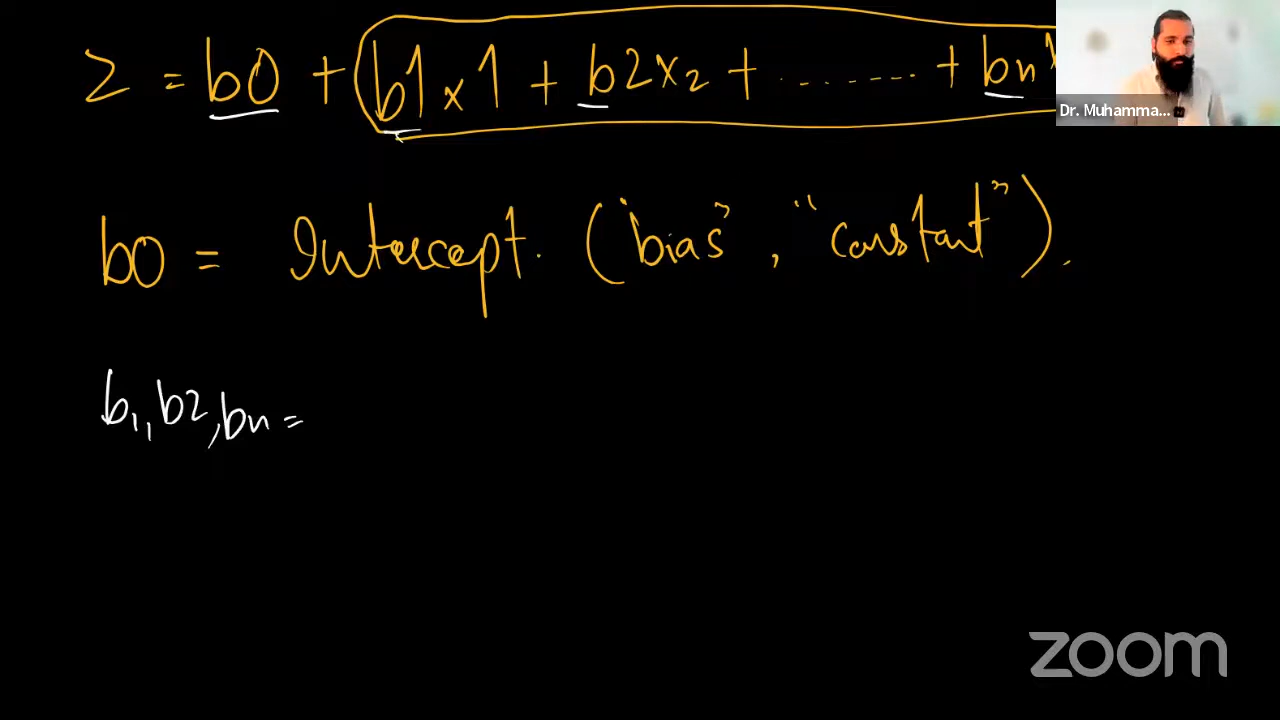 z = b0 + (b1x1 + b2x2 + ....... + bn
Dr. Muhamma...
b0 = Intercept. ("bias", "constant").
b1, b2, bn =
zoom